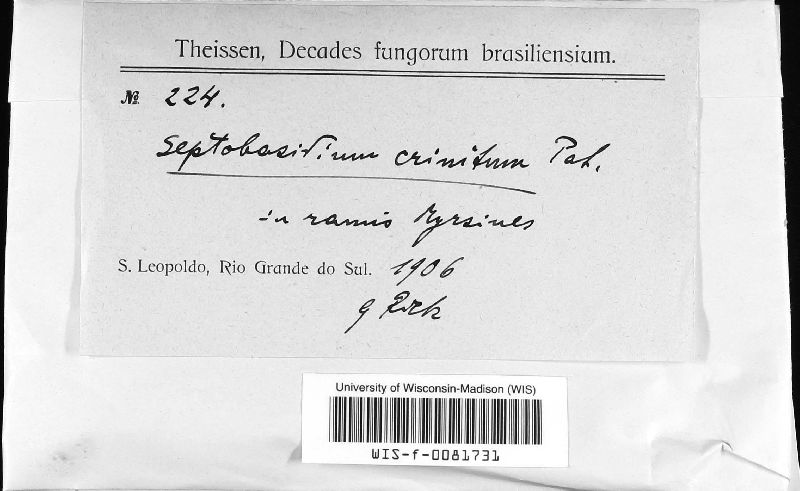 Theissen, Decades fungorum brasiliensium.
№ 224.
Septobasidium crinitum Pat.
in ramis Myrsines
S. Leopoldo, Rio Grande do Sul. 1906
University of Wisconsin-Madison (WIS)
WIS-f-0081731